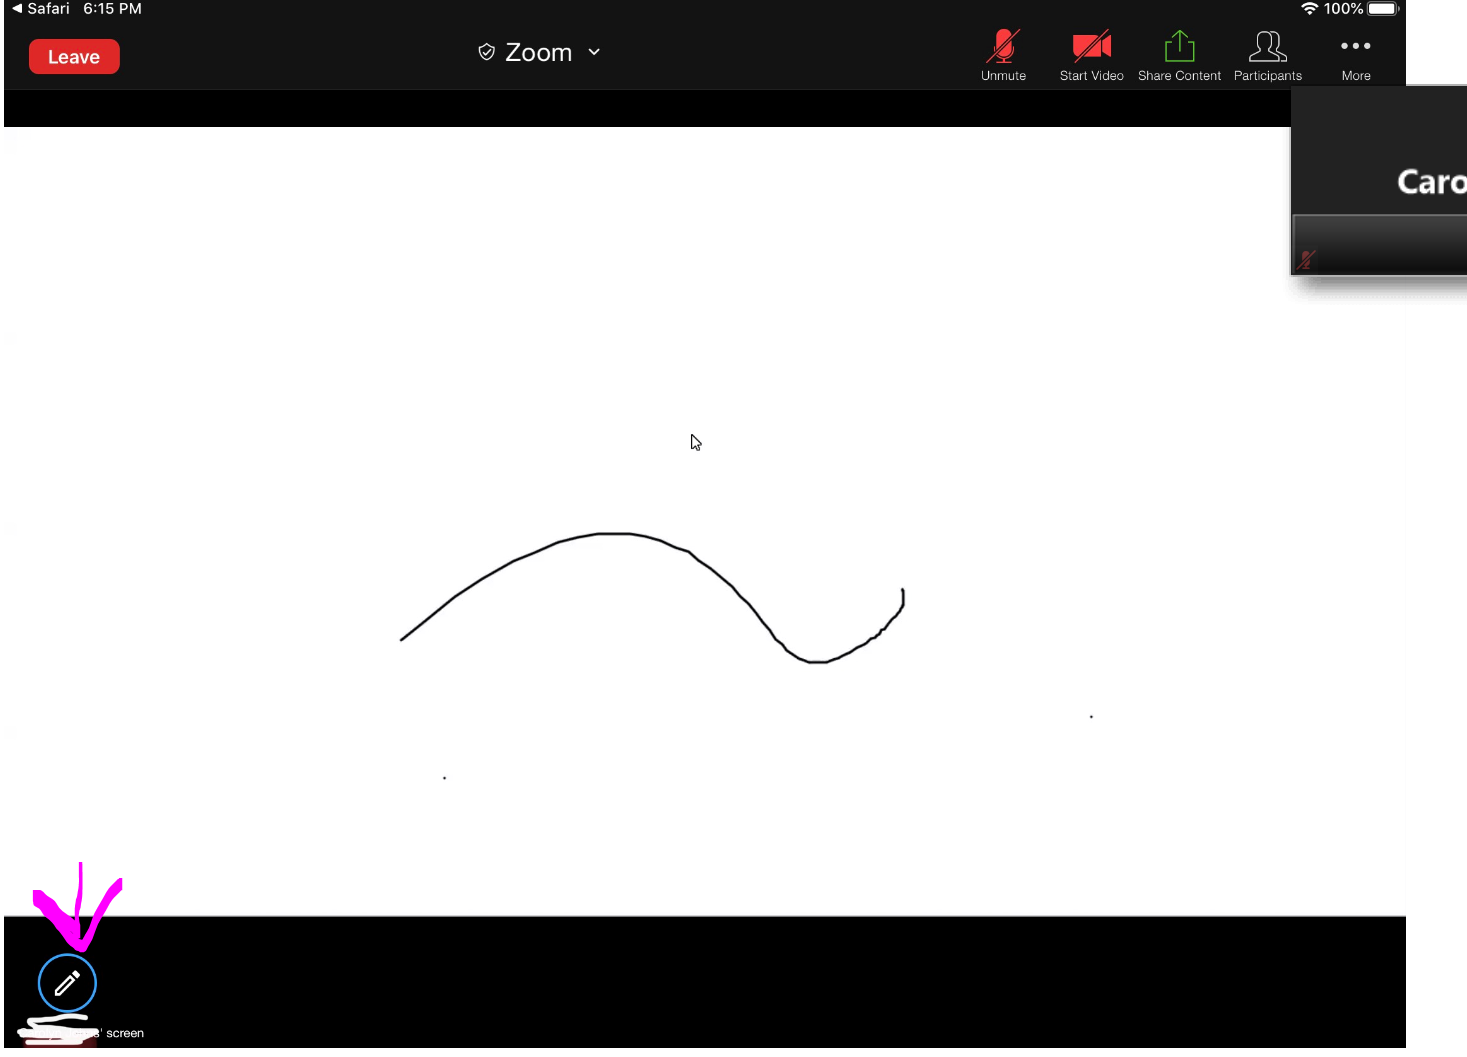 Safari 6:15 PM 100%
Leave
Zoom
Unmute Start Video Share Content Participants More
Caro
' screen